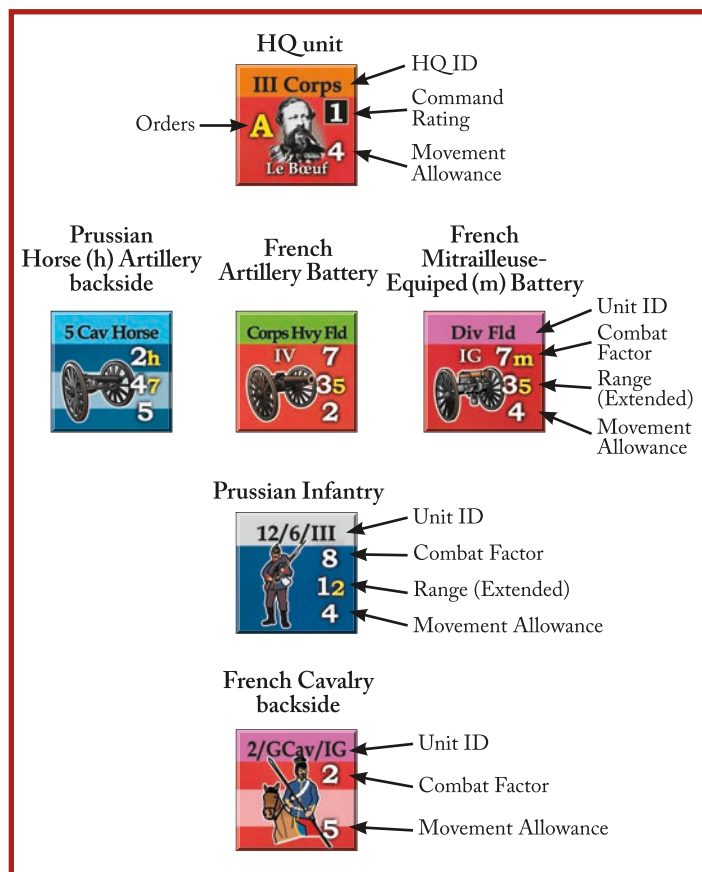 HQ unit
III Corps
A
1
4
Le Bœuf
HQ ID
Command
Rating
Orders
Movement
Allowance
Prussian
Horse (h) Artillery
backside
French
Artillery Battery
French
Mitrailleuse-
Equiped (m) Battery
5 Cav Horse
2h
47
5
Corps Hvy Fld
IV 7
35
2
Div Fld
IG 7m
35
4
Unit ID
Combat
Factor
Range
(Extended)
Movement
Allowance
Prussian Infantry
12/6/III
8
12
4
Unit ID
Combat Factor
Range (Extended)
Movement Allowance
French Cavalry
backside
2/GCav/IG
2
5
Unit ID
Combat Factor
Movement Allowance